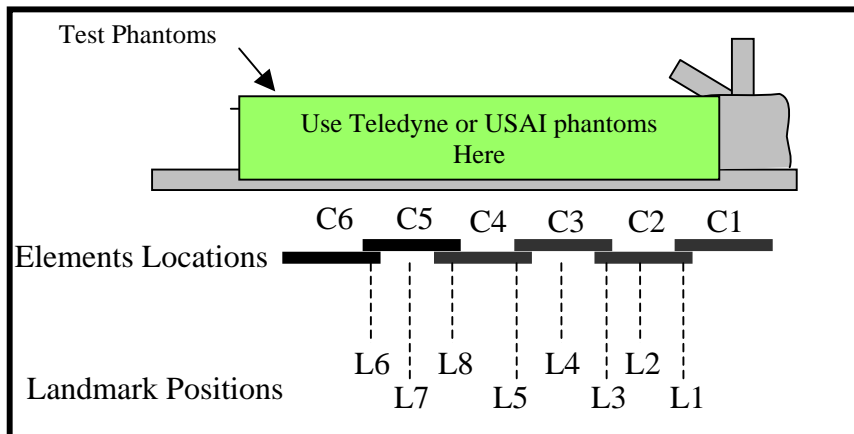 Test Phantoms
Use Teledyne or USAI phantoms
Here
C6 C5 C4 C3 C2 C1
Elements Locations
L6 L8 L4 L2
L7 L5 L3 L1
Landmark Positions